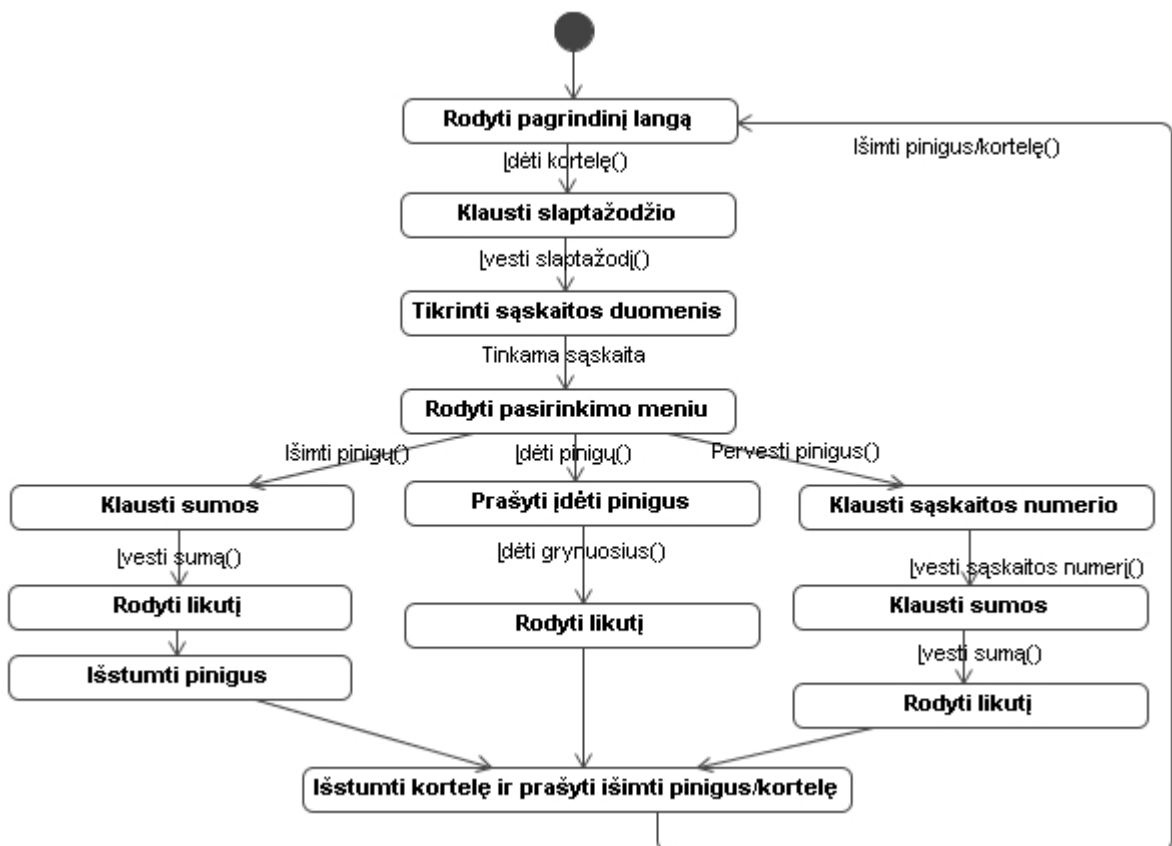 Rodyti pagrindinį langą
Išimti pinigus/kortelę()
Įdėti kortelę()
Klausti slaptažodžio
Įvesti slaptažodį()
Tikrinti sąskaitos duomenis
Tinkama sąskaita
Rodyti pasirinkimo meniu
Išimti pinigų()
Įdėti pinigų()
Pervesti pinigus()
Klausti sumos
Prašyti įdėti pinigus
Klausti sąskaitos numerio
Įvesti sumą()
Įdėti grynuosius()
Įvesti sąskaitos numerį()
Rodyti likutį
Rodyti likutį
Klausti sumos
Išstumti pinigus
Įvesti sumą()
Rodyti likutį
Išstumti kortelę ir prašyti išimti pinigus/kortelę